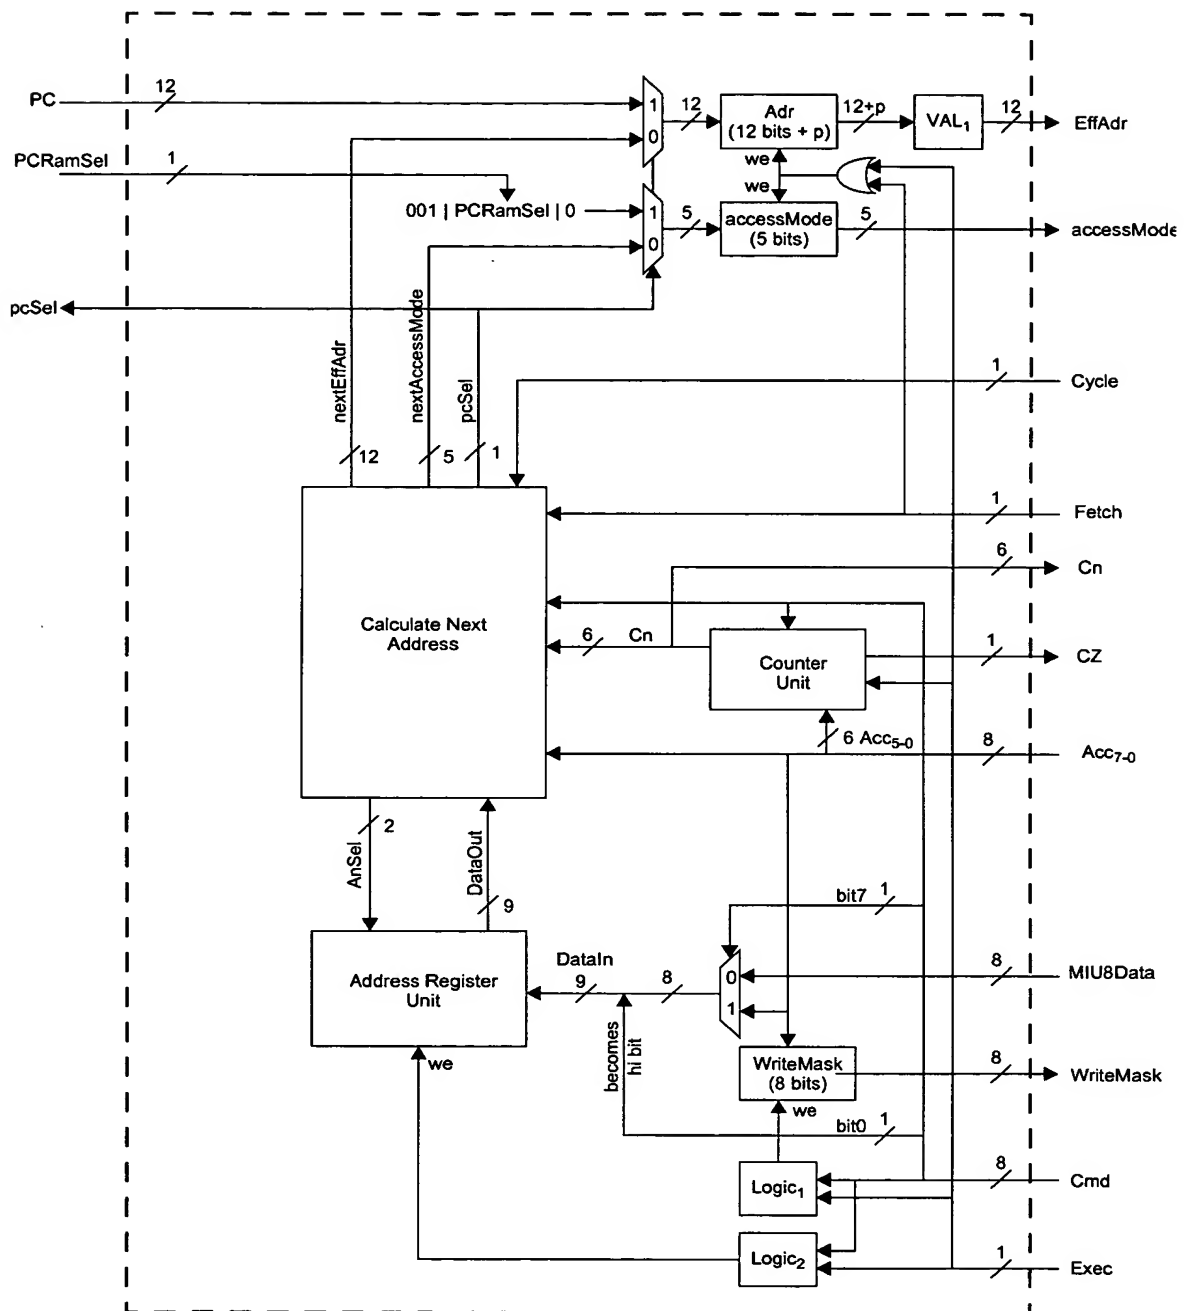 12
PC
1
12
Adr
(12 bits + p)
12+p
VAL1
12
EffAdr
0
PCRamSel
1
we
we
001 | PCRamSel | 0
1
5
accessMode
(5 bits)
5
accessMode
0
pcSel
nextEffAdr
nextAccessMode
pcSel
1
Cycle
12
5
1
1
Fetch
6
Cn
Calculate Next
Address
6
Cn
Counter
Unit
1
CZ
6 Acc5-0
8
Acc7-0
2
AnSel
DataOut
9
bit7
1
Address Register
Unit
DataIn
9
8
0
1
8
MIU8Data
becomes
hi bit
we
WriteMask
(8 bits)
8
WriteMask
we
bit0
1
Logic1
8
Cmd
Logic2
1
Exec